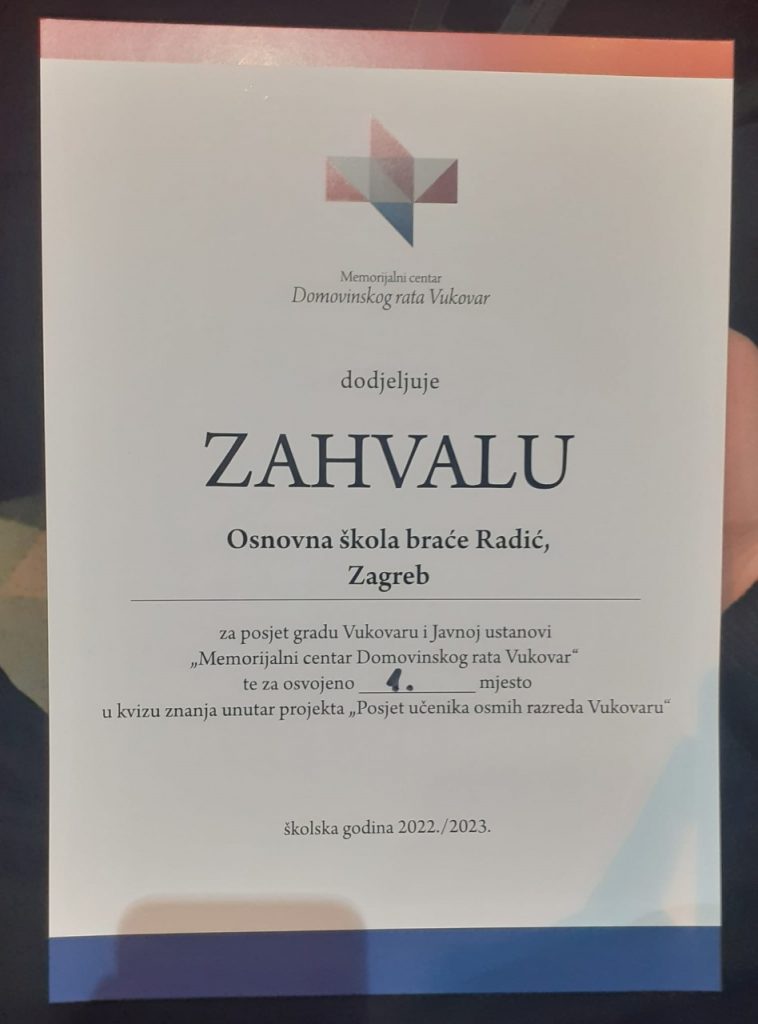 Memorijalni centar
Domovinskog rata Vukovar
dodjeljuje
ZAHVALU
Osnovna škola braće Radić,
Zagreb
za posjet gradu Vukovaru i Javnoj ustanovi
„Memorijalni centar Domovinskog rata Vukovar“
te za osvojeno 1. mjesto
u kvizu znanja unutar projekta „Posjet učenika osmih razreda Vukovaru“
školska godina 2022./2023.